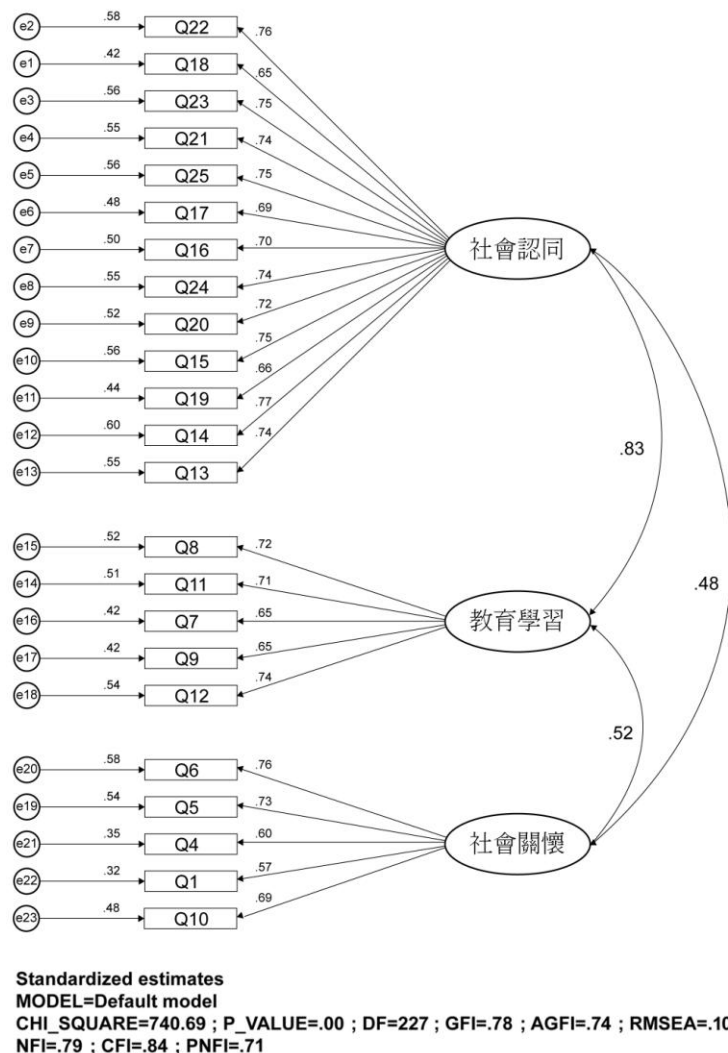 e2 .58 Q22 .76
e1 .42 Q18 .65
e3 .56 Q23 .75
e4 .55 Q21 .74
e5 .56 Q25 .75
e6 .48 Q17 .69
e7 .50 Q16 .70 社會認同
e8 .55 Q24 .74
e9 .52 Q20 .72
e10 .56 Q15 .75
e11 .44 Q19 .66
e12 .60 Q14 .77
e13 .55 Q13 .74
.83
.48
e15 .52 Q8 .72
e14 .51 Q11 .71
e16 .42 Q7 .65 教育學習
e17 .42 Q9 .65
e18 .54 Q12 .74
.52
e20 .58 Q6 .76
e19 .54 Q5 .73
e21 .35 Q4 .60 社會關懷
e22 .32 Q1 .57
e23 .48 Q10 .69
Standardized estimates
MODEL=Default model
CHI_SQUARE=740.69 ; P_VALUE=.00 ; DF=227 ; GFI=.78 ; AGFI=.74 ; RMSEA=.10
NFI=.79 ; CFI=.84 ; PNFI=.71